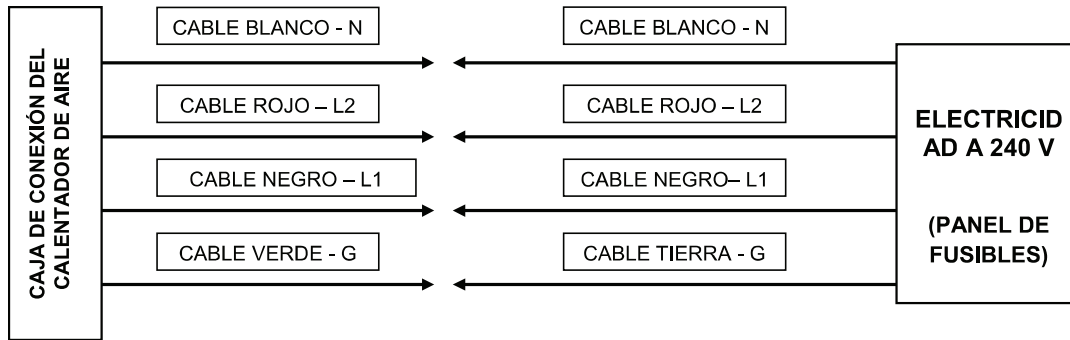 CAJA DE CONEXIÓN DEL
CALENTADOR DE AIRE
CABLE BLANCO - N
CABLE BLANCO - N
CABLE ROJO – L2
CABLE ROJO – L2
CABLE NEGRO – L1
CABLE NEGRO– L1
CABLE VERDE - G
CABLE TIERRA - G
ELECTRICID
AD A 240 V
(PANEL DE
FUSIBLES)